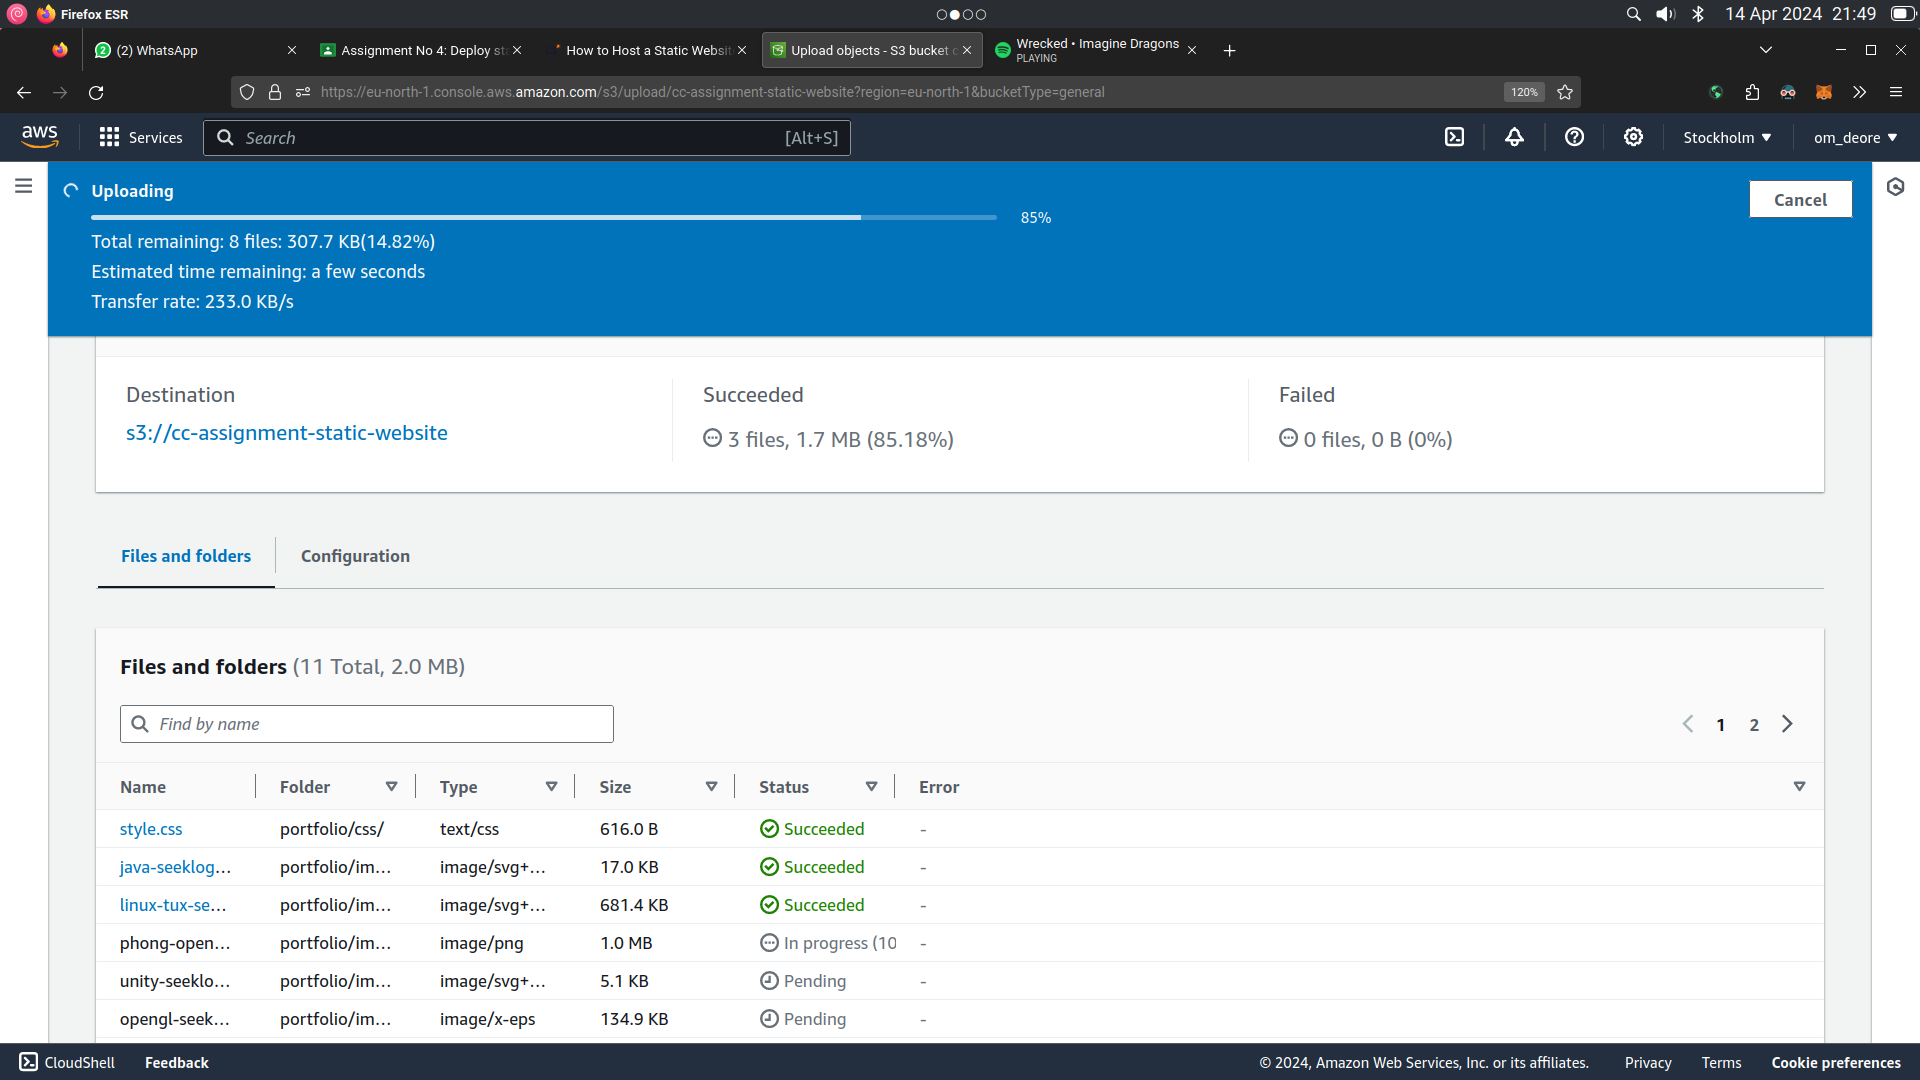 Firefox ESR
14 Apr 2024 21:49
2
(2) WhatsApp
Assignment No 4: Deploy st
How to Host a Static Websit
Upload objects - S3 bucket c
Wrecked • Imagine Dragons
PLAYING
https://eu-north-1.console.aws.amazon.com/s3/upload/cc-assignment-static-website?region=eu-north-1&bucketType=general
120%
aws
Services
Search
[Alt+S]
Stockholm
om_deore
Uploading
85%
Cancel
Total remaining: 8 files: 307.7 KB(14.82%)
Estimated time remaining: a few seconds
Transfer rate: 233.0 KB/s
Destination
s3://cc-assignment-static-website
Succeeded
3 files, 1.7 MB (85.18%)
Failed
0 files, 0 B (0%)
Files and folders
Configuration
Files and folders (11 Total, 2.0 MB)
Find by name
1 2
Name Folder Type Size Status Error
style.css portfolio/css/ text/css 616.0 B Succeeded -
java-seeklog... portfolio/im... image/svg+... 17.0 KB Succeeded -
linux-tux-se... portfolio/im... image/svg+... 681.4 KB Succeeded -
phong-open... portfolio/im... image/png 1.0 MB In progress (10 -
unity-seeklo... portfolio/im... image/svg+... 5.1 KB Pending -
opengl-seek... portfolio/im... image/x-eps 134.9 KB Pending -
CloudShell
Feedback
© 2024, Amazon Web Services, Inc. or its affiliates.
Privacy
Terms
Cookie preferences